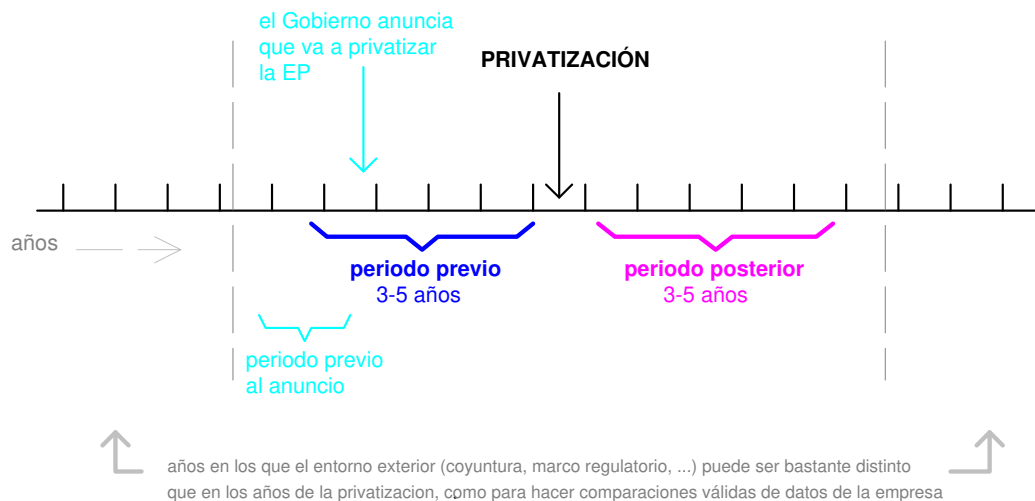 el Gobierno anuncia
que va a privatizar
la EP
PRIVATIZACIÓN
años
periodo previo
3-5 años
periodo posterior
3-5 años
periodo previo
al anuncio
años en los que el entorno exterior (coyuntura, marco regulatorio, ...) puede ser bastante distinto
que en los años de la privatizacion, como para hacer comparaciones válidas de datos de la empresa